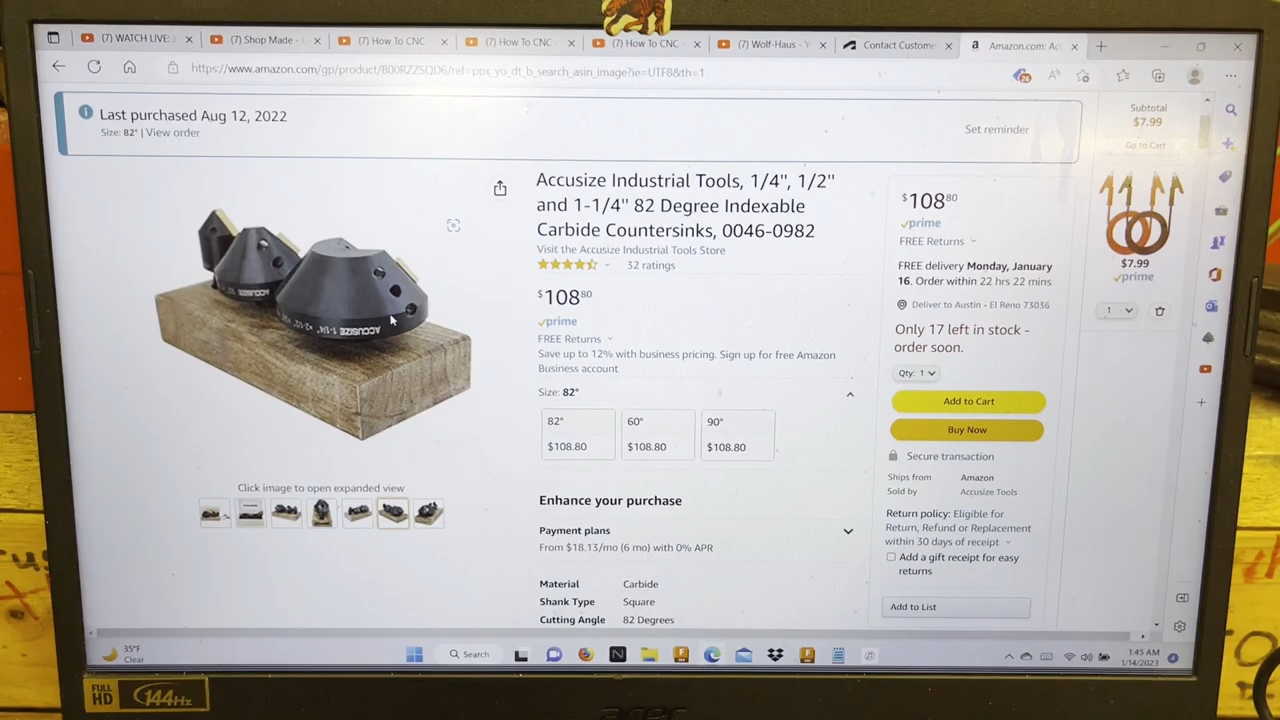 (7) WATCH LIVE:
(7) Shop Made -
(7) How To CNC
(7) How To CNC
(7) How To CNC
(7) Wolf-Haus - Y
Contact Custome
Amazon.com: Ac
https://www.amazon.com/gp/product/B00RZZSQD6/ref=ppx_yo_dt_b_search_asin_image?ie=UTF8&th=1
Last purchased Aug 12, 2022
Size: 82° | View order
Set reminder
Subtotal
$7.99
Go to Cart
$7.99
prime
1
Accusize Industrial Tools, 1/4", 1/2"
and 1-1/4" 82 Degree Indexable
Carbide Countersinks, 0046-0982
Visit the Accusize Industrial Tools Store
32 ratings
$108.80
prime
FREE Returns
Save up to 12% with business pricing. Sign up for free Amazon
Business account
Size: 82°
82° 60° 90°
$108.80 $108.80 $108.80
Enhance your purchase
Payment plans
From $18.13/mo (6 mo) with 0% APR
Material Carbide
Shank Type Square
Cutting Angle 82 Degrees
ACCUSIZE
ACCUSIZE 1-1/4"
Click image to open expanded view
$108.80
prime
FREE Returns
FREE delivery Monday, January
16. Order within 22 hrs 22 mins
Deliver to Austin - El Reno 73036
Only 17 left in stock -
order soon.
Qty: 1
Add to Cart
Buy Now
Secure transaction
Ships from Amazon
Sold by Accusize Tools
Return policy: Eligible for
Return, Refund or Replacement
within 30 days of receipt
Add a gift receipt for easy
returns
Add to List
35°F
Clear
Search
1:45 AM
1/14/2023
FULL
HD
144Hz
acer